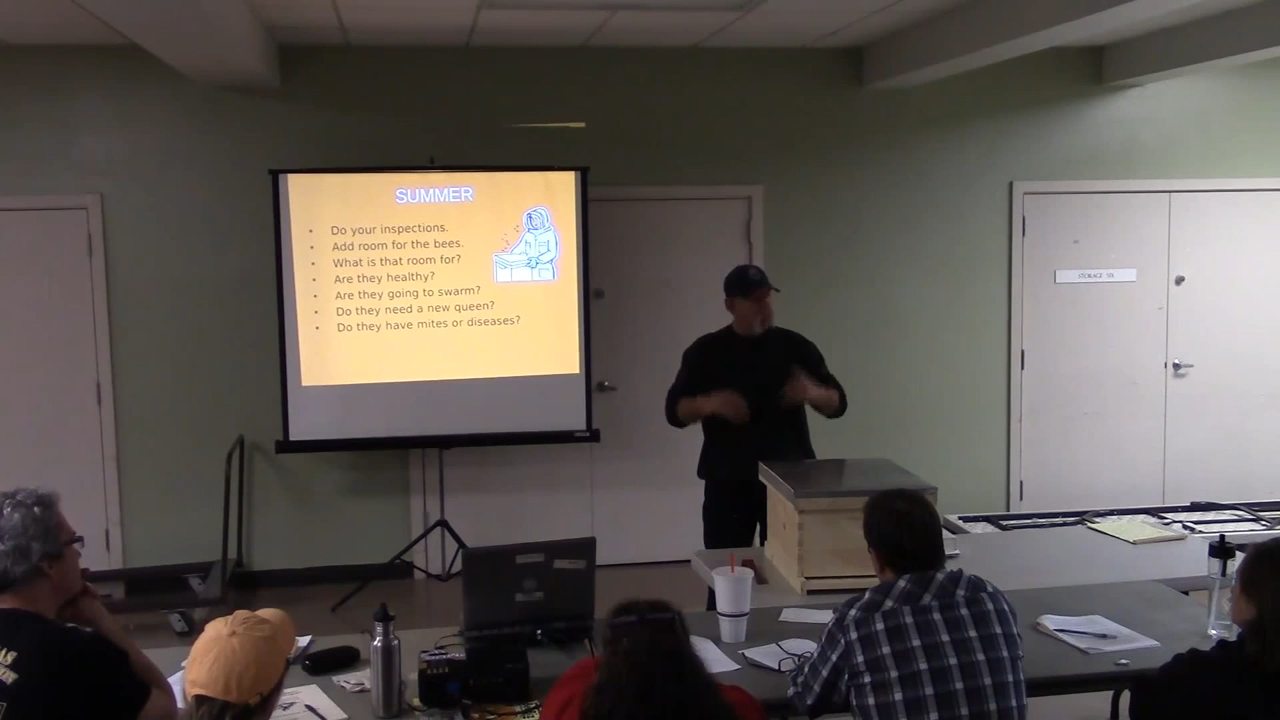 SUMMER
• Do your inspections.
• Add room for the bees.
• What is that room for?
• Are they healthy?
• Are they going to swarm?
• Do they need a new queen?
• Do they have mites or diseases?
STORAGE SIX